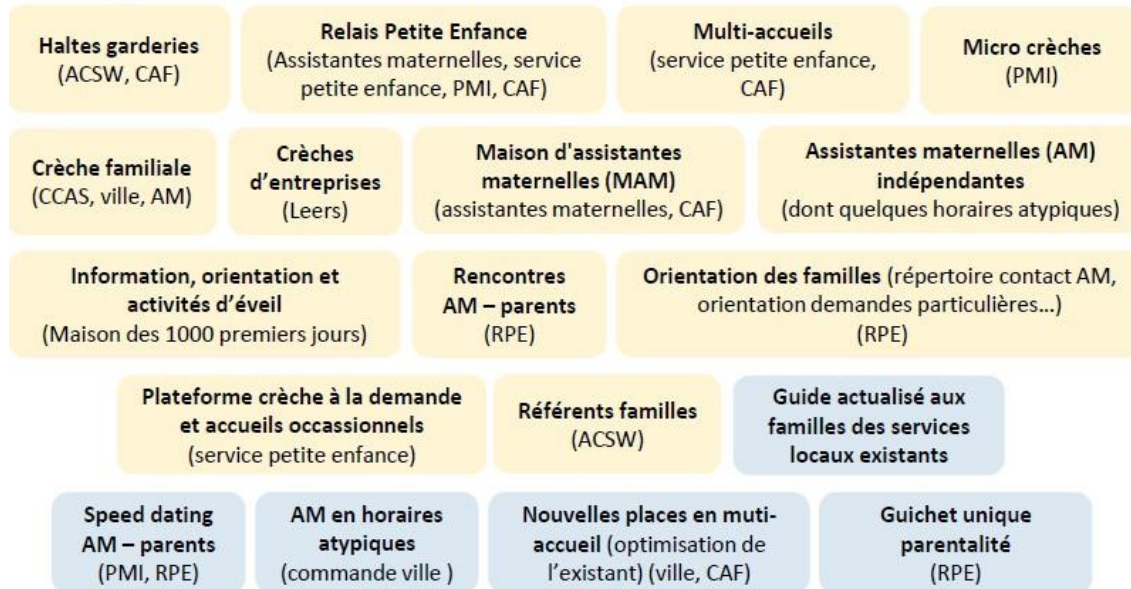 Haltes garderies
(ACSW, CAF)
Relais Petite Enfance
(Assistantes maternelles, service
petite enfance, PMI, CAF)
Multi-accueils
(service petite enfance,
CAF)
Micro crèches
(PMI)
Crèche familiale
(CCAS, ville, AM)
Crèches
d’entreprises
(Leers)
Maison d'assistantes
maternelles (MAM)
(assistantes maternelles, CAF)
Assistantes maternelles (AM)
indépendantes
(dont quelques horaires atypiques)
Information, orientation et
activités d’éveil
(Maison des 1000 premiers jours)
Rencontres
AM – parents
(RPE)
Orientation des familles (répertoire contact AM,
orientation demandes particulières…)
(RPE)
Plateforme crèche à la demande
et accueils occassionnels
(service petite enfance)
Référents familles
(ACSW)
Guide actualisé aux
familles des services
locaux existants
Speed dating
AM – parents
(PMI, RPE)
AM en horaires
atypiques
(commande ville )
Nouvelles places en muti-
accueil (optimisation de
l’existant) (ville, CAF)
Guichet unique
parentalité
(RPE)